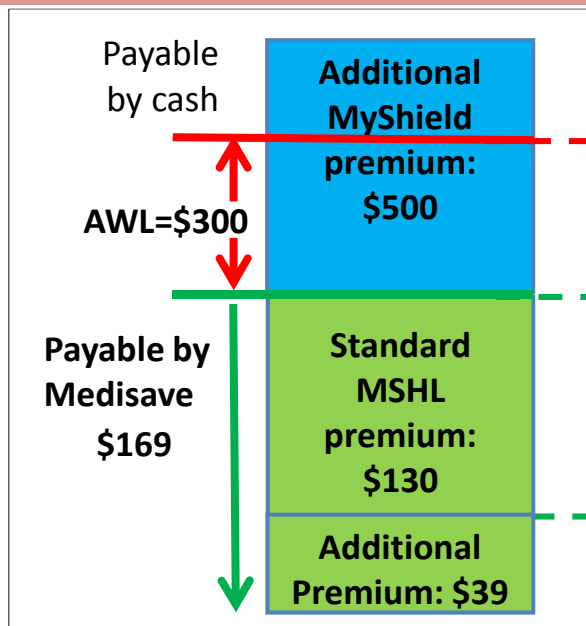 Payable
by cash
Additional
MyShield
premium:
$500
AWL=$300
Payable by
Medisave
$169
Standard
MSHL
premium:
$130
Additional
Premium: $39